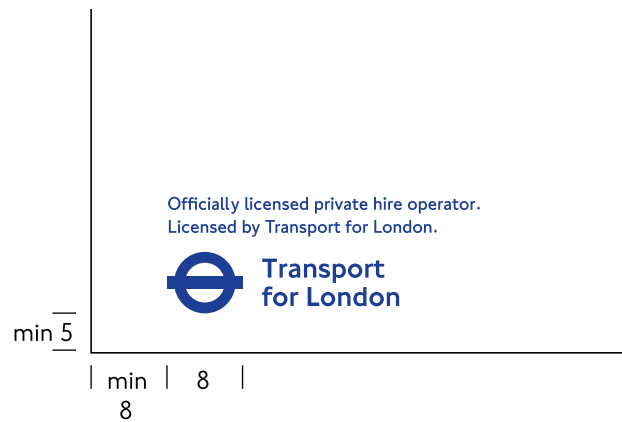 Officially licensed private hire operator.
Licensed by Transport for London.
Transport
for London
min 5
min 8
8